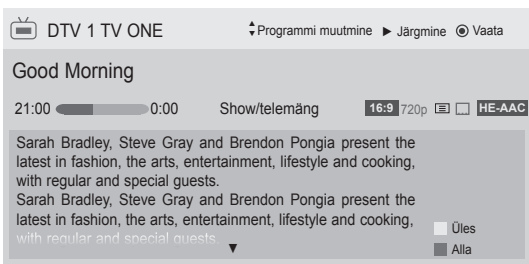 DTV 1 TV ONE Programmi muutmine ► Järgmine ◉ Vaata
Good Morning
21:00 0:00 Show/telemäng 16:9 720p HE-AAC
Sarah Bradley, Steve Gray and Brendon Pongia present the
latest in fashion, the arts, entertainment, lifestyle and cooking,
with regular and special guests.
Sarah Bradley, Steve Gray and Brendon Pongia present the
latest in fashion, the arts, entertainment, lifestyle and cooking,
with regular and special guests.
Üles
Alla